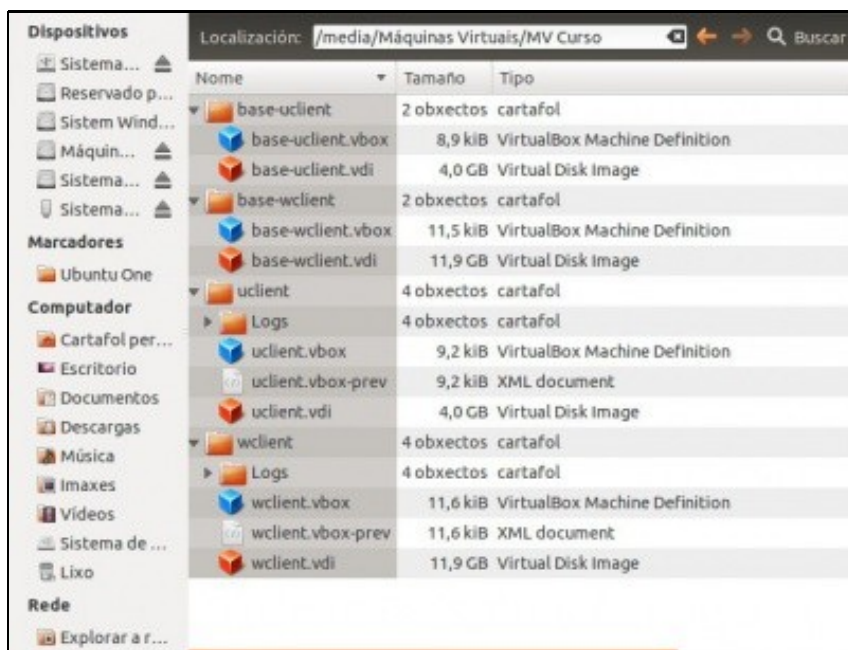 Dispositivos
Sistema...
Reservado p...
Sistem Wind...
Máquin...
Sistema...
Sistema...
Marcadores
Ubuntu One
Computador
Cartafol per...
Escritorio
Documentos
Descargas
Música
Imaxes
Vídeos
Sistema de ...
Lixo
Rede
Explorar a r...
Localización: /media/Máquinas Virtuais/MV Curso Buscar
Nome Tamaño Tipo
base-uclient 2 obxectos cartafol
base-uclient.vbox 8,9 kiB VirtualBox Machine Definition
base-uclient.vdi 4,0 GB Virtual Disk Image
base-wclient 2 obxectos cartafol
base-wclient.vbox 11,5 kiB VirtualBox Machine Definition
base-wclient.vdi 11,9 GB Virtual Disk Image
uclient 4 obxectos cartafol
Logs 4 obxectos cartafol
uclient.vbox 9,2 kiB VirtualBox Machine Definition
uclient.vbox-prev 9,2 kiB XML document
uclient.vdi 4,0 GB Virtual Disk Image
wclient 4 obxectos cartafol
Logs 4 obxectos cartafol
wclient.vbox 11,6 kiB VirtualBox Machine Definition
wclient.vbox-prev 11,6 kiB XML document
wclient.vdi 11,9 GB Virtual Disk Image